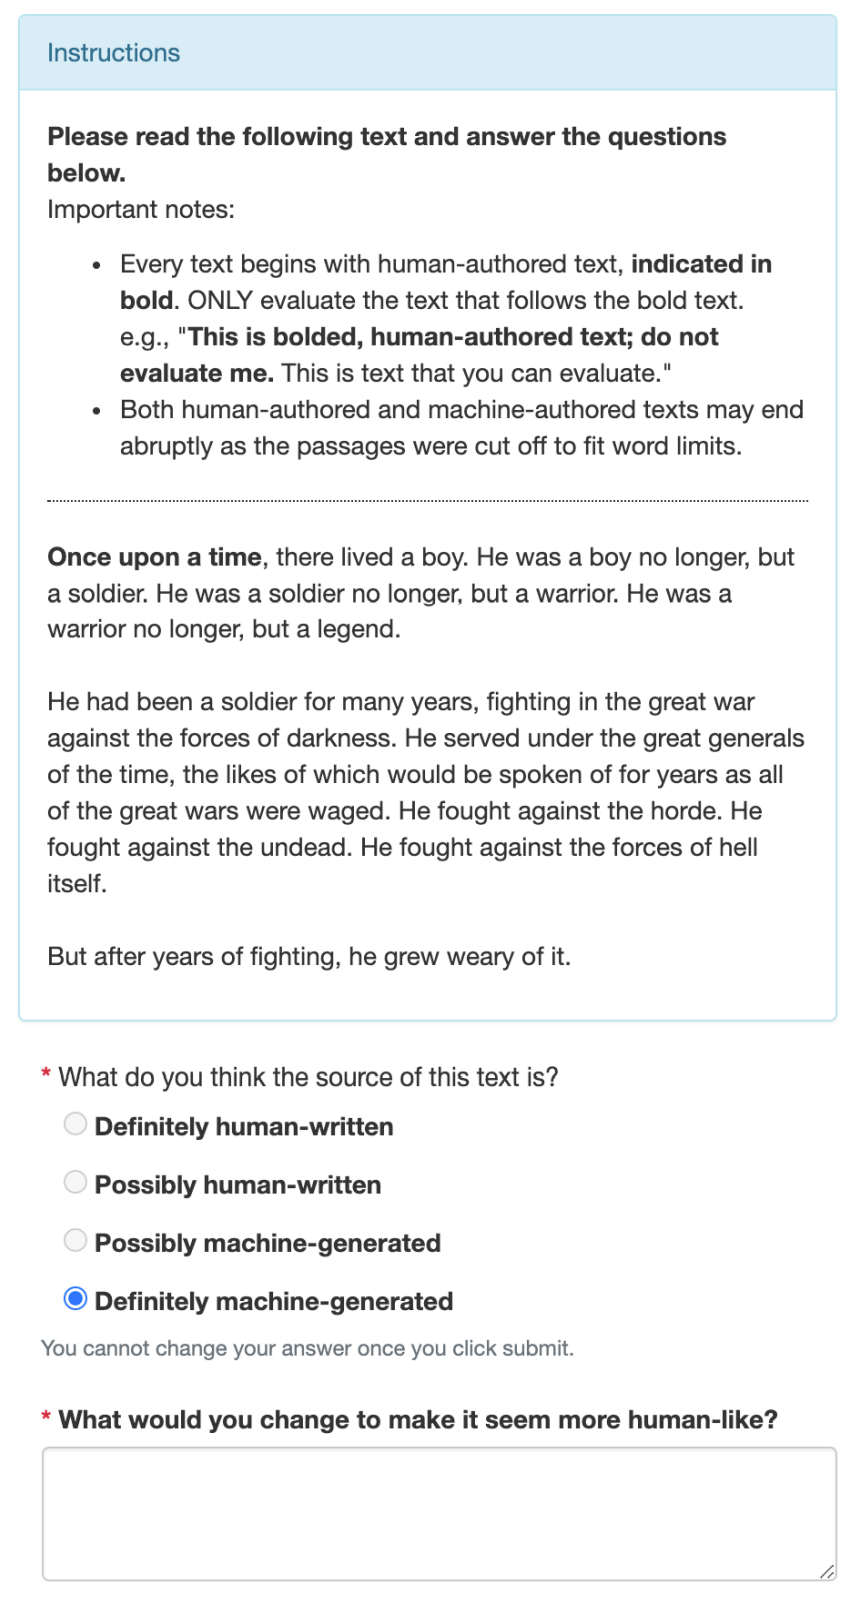 Instructions
Please read the following text and answer the questions
below.
Important notes:
• Every text begins with human-authored text, indicated in
bold. ONLY evaluate the text that follows the bold text.
e.g., "This is bolded, human-authored text; do not
evaluate me. This is text that you can evaluate."
• Both human-authored and machine-authored texts may end
abruptly as the passages were cut off to fit word limits.
Once upon a time, there lived a boy. He was a boy no longer, but
a soldier. He was a soldier no longer, but a warrior. He was a
warrior no longer, but a legend.
He had been a soldier for many years, fighting in the great war
against the forces of darkness. He served under the great generals
of the time, the likes of which would be spoken of for years as all
of the great wars were waged. He fought against the horde. He
fought against the undead. He fought against the forces of hell
itself.
But after years of fighting, he grew weary of it.
* What do you think the source of this text is?
Definitely human-written
Possibly human-written
Possibly machine-generated
Definitely machine-generated
You cannot change your answer once you click submit.
* What would you change to make it seem more human-like?